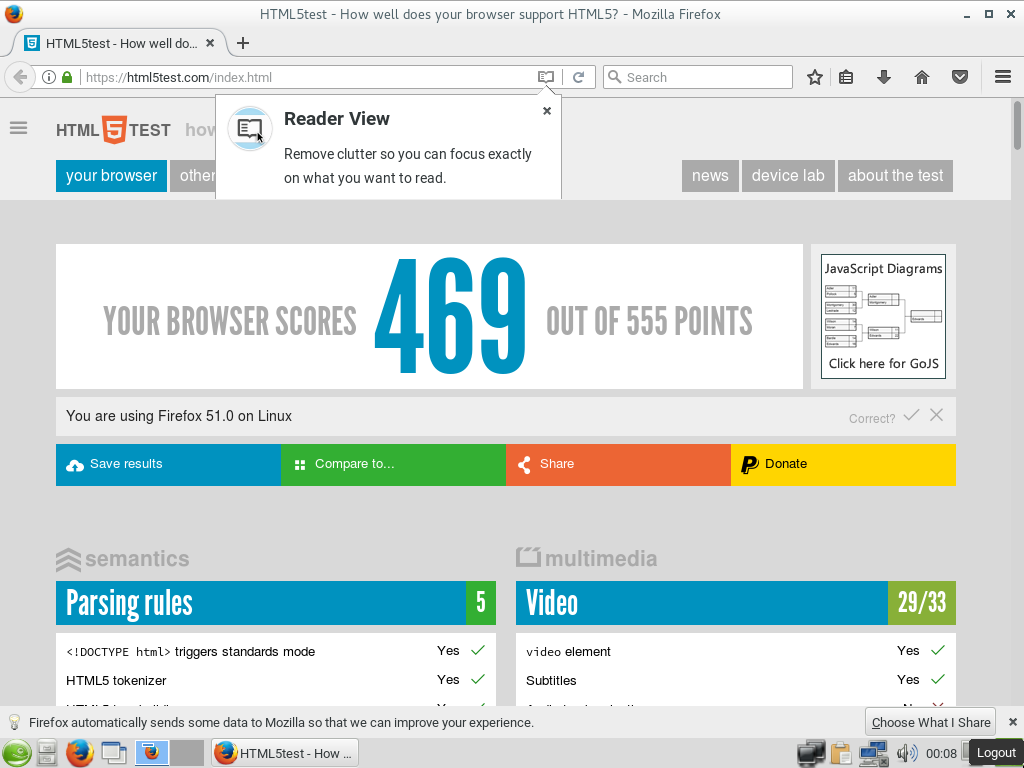 HTML5test - How well does your browser support HTML5? - Mozilla Firefox
HTML5test - How well do...
https://html5test.com/index.html
Search
HTML 5 TEST how
Reader View
Remove clutter so you can focus exactly
on what you want to read.
your browser other news device lab about the test
YOUR BROWSER SCORES 469 OUT OF 555 POINTS
JavaScript Diagrams
Click here for GoJS
You are using Firefox 51.0 on Linux
Correct?
Save results Compare to... Share Donate
semantics
Parsing rules 5
<!DOCTYPE html> triggers standards mode Yes
HTML5 tokenizer Yes
multimedia
Video 29/33
video element Yes
Subtitles Yes
Firefox automatically sends some data to Mozilla so that we can improve your experience.
Choose What I Share
HTML5test - How ...
00:08
Logout